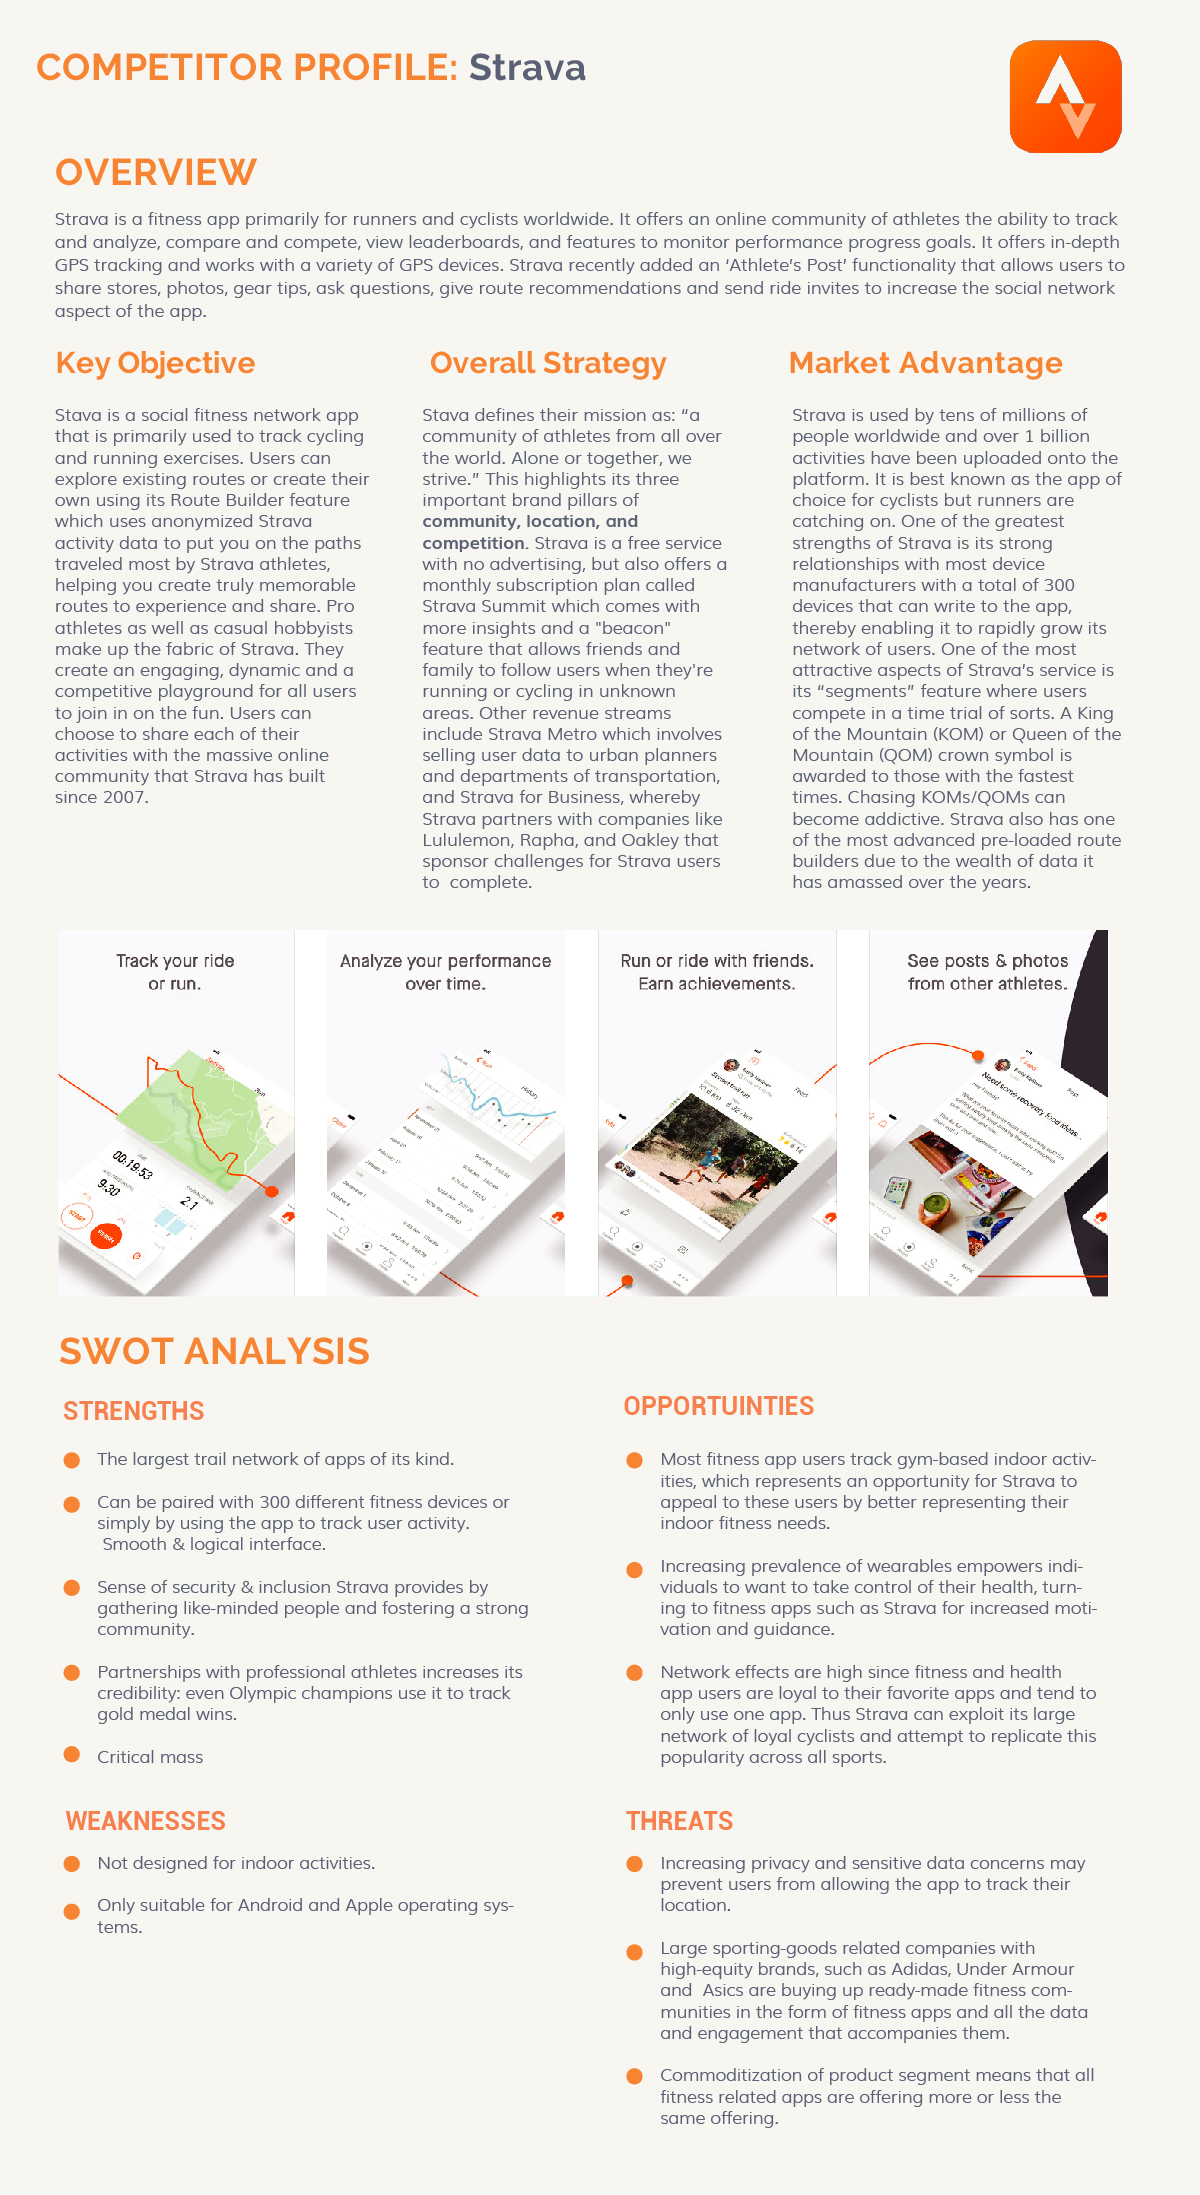 COMPETITOR PROFILE: Strava
OVERVIEW
Strava is a fitness app primarily for runners and cyclists worldwide. It offers an online community of athletes the ability to track
and analyze, compare and compete, view leaderboards, and features to monitor performance progress goals. It offers in-depth
GPS tracking and works with a variety of GPS devices. Strava recently added an ‘Athlete’s Post’ functionality that allows users to
share stores, photos, gear tips, ask questions, give route recommendations and send ride invites to increase the social network
aspect of the app.
Key Objective
Stava is a social fitness network app
that is primarily used to track cycling
and running exercises. Users can
explore existing routes or create their
own using its Route Builder feature
which uses anonymized Strava
activity data to put you on the paths
traveled most by Strava athletes,
helping you create truly memorable
routes to experience and share. Pro
athletes as well as casual hobbyists
make up the fabric of Strava. They
create an engaging, dynamic and a
competitive playground for all users
to join in on the fun. Users can
choose to share each of their
activities with the massive online
community that Strava has built
since 2007.
Overall Strategy
Stava defines their mission as: “a
community of athletes from all over
the world. Alone or together, we
strive.” This highlights its three
important brand pillars of
community, location, and
competition. Strava is a free service
with no advertising, but also offers a
monthly subscription plan called
Strava Summit which comes with
more insights and a "beacon"
feature that allows friends and
family to follow users when they're
running or cycling in unknown
areas. Other revenue streams
include Strava Metro which involves
selling user data to urban planners
and departments of transportation,
and Strava for Business, whereby
Strava partners with companies like
Lululemon, Rapha, and Oakley that
sponsor challenges for Strava users
to  complete.
Market Advantage
Strava is used by tens of millions of
people worldwide and over 1 billion
activities have been uploaded onto the
platform. It is best known as the app of
choice for cyclists but runners are
catching on. One of the greatest
strengths of Strava is its strong
relationships with most device
manufacturers with a total of 300
devices that can write to the app,
thereby enabling it to rapidly grow its
network of users. One of the most
attractive aspects of Strava’s service is
its “segments” feature where users
compete in a time trial of sorts. A King
of the Mountain (KOM) or Queen of the
Mountain (QOM) crown symbol is
awarded to those with the fastest
times. Chasing KOMs/QOMs can
become addictive. Strava also has one
of the most advanced pre-loaded route
builders due to the wealth of data it
has amassed over the years.
Track your ride
or run.
Run
00:19:53
9:30
2.1
START
Analyze your performance
over time.
Run
History
Run or ride with friends.
Earn achievements.
Post
See posts & photos
from other athletes.
Post
Need some recovery food ideas...
SWOT ANALYSIS
STRENGTHS
The largest trail network of apps of its kind.
Can be paired with 300 different fitness devices or
simply by using the app to track user activity.
Smooth & logical interface.
Sense of security & inclusion Strava provides by
gathering like-minded people and fostering a strong
community.
Partnerships with professional athletes increases its
credibility: even Olympic champions use it to track
gold medal wins.
Critical mass
OPPORTUINTIES
Most fitness app users track gym-based indoor activ-
ities, which represents an opportunity for Strava to
appeal to these users by better representing their
indoor fitness needs.
Increasing prevalence of wearables empowers indi-
viduals to want to take control of their health, turn-
ing to fitness apps such as Strava for increased moti-
vation and guidance.
Network effects are high since fitness and health
app users are loyal to their favorite apps and tend to
only use one app. Thus Strava can exploit its large
network of loyal cyclists and attempt to replicate this
popularity across all sports.
WEAKNESSES
Not designed for indoor activities.
Only suitable for Android and Apple operating sys-
tems.
THREATS
Increasing privacy and sensitive data concerns may
prevent users from allowing the app to track their
location.
Large sporting-goods related companies with
high-equity brands, such as Adidas, Under Armour
and  Asics are buying up ready-made fitness com-
munities in the form of fitness apps and all the data
and engagement that accompanies them.
Commoditization of product segment means that all
fitness related apps are offering more or less the
same offering.